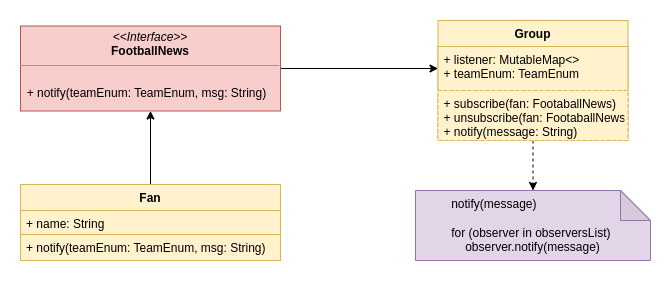 <<Interface>>
FootballNews
+ notify(teamEnum: TeamEnum, msg: String)
Group
+ listener: MutableMap<>
+ teamEnum: TeamEnum
+ subscribe(fan: FootaballNews)
+ unsubscribe(fan: FootaballNews
+ notify(message: String)
Fan
+ name: String
+ notify(teamEnum: TeamEnum, msg: String)
notify(message)
for (observer in observersList)
observer.notify(message)